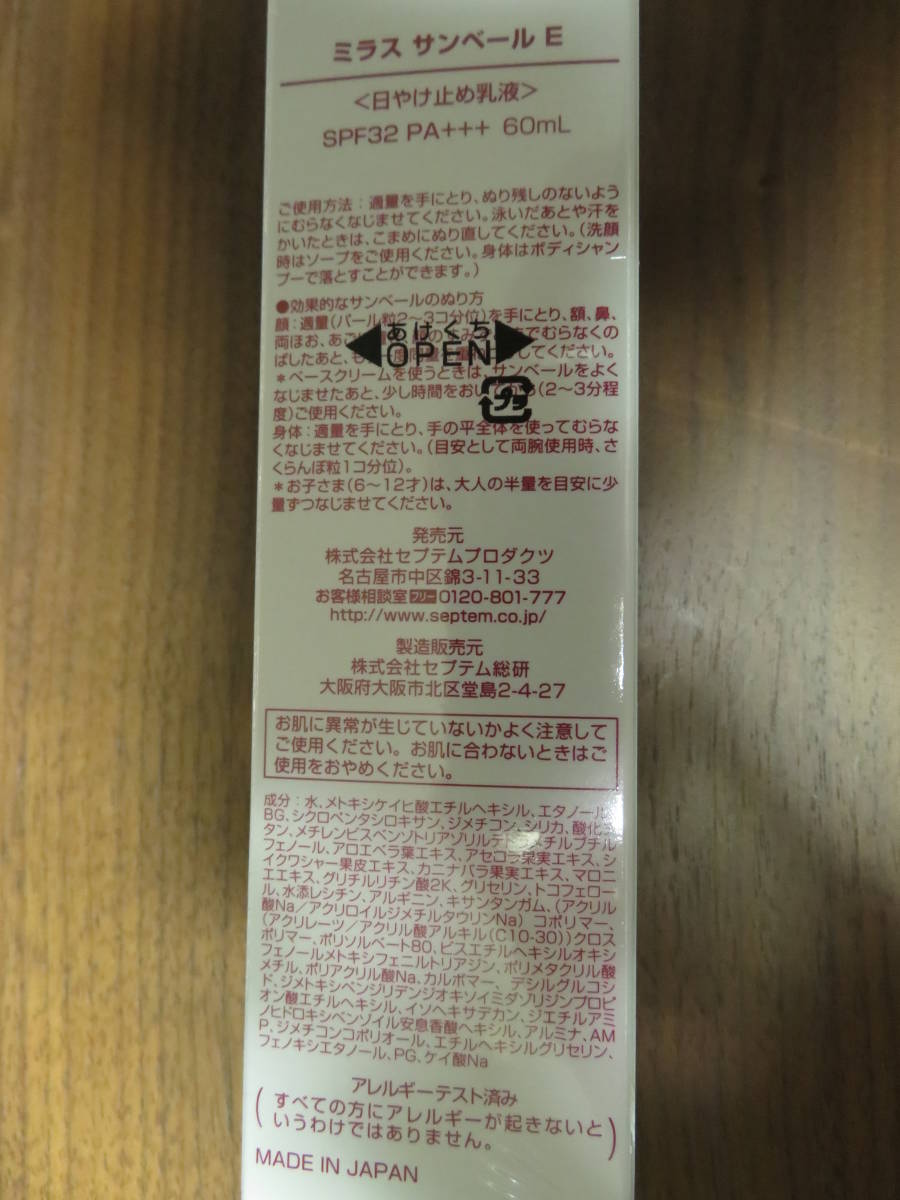 ミラス サンベール E
<日やけ止め乳液>
SPF32 PA+++ 60mL
ご使用方法：適量を手にとり、ぬり残しのないよう
にむらなくなじませてください。泳いだあとや汗を
かいたときは、こまめにぬり直してください。(洗顔
時はソープをご使用ください。身体はボディシャン
プーで落とすことができます。)
●効果的なサンベールのぬり方
顔：適量(パール粒2〜3コ分位)を手にとり、額、鼻、
両ほお、あご でむらなくの
ばしたあと、も してください。
あけくち
OPEN
*ベースクリームを使うときは、サンベールをよく
なじませたあと、少し時間をおいてから(2〜3分程
度)ご使用ください。
プラ
身体：適量を手にとり、手の平全体を使ってむらな
くなじませてください。(目安として両腕使用時、さ
くらんぼ粒1コ分位)。
*お子さま(6〜12才)は、大人の半量を目安に少
量ずつなじませてください。
発売元
株式会社セプテムプロダクツ
名古屋市中区錦3-11-33
お客様相談室 フリー 0120-801-777
http://www.septem.co.jp/
製造販売元
株式会社セプテム総研
大阪府大阪市北区堂島2-4-27
お肌に異常が生じていないかよく注意して
ご使用ください。お肌に合わないときはご
使用をおやめください。
成分：水、メトキシケイヒ酸エチルヘキシル、エタノール、
BG、シクロペンタシロキサン、ジメチコン、シリカ、酸化チ
タン、メチレンビスベンゾトリアゾリルテトラメチルブチル
フェノール、アロエベラ葉エキス、アセロラ果実エキス、シ
イクワシャー果皮エキス、カニナバラ果実エキス、マロニ
エエキス、グリチルリチン酸2K、グリセリン、トコフェロー
ル、水添レシチン、アルギニン、キサンタンガム、(アクリル
酸Na/アクリロイルジメチルタウリンNa) コポリマー、
(アクリレーツ/アクリル酸アルキル(C10-30))クロス
ポリマー、ポリソルベート80、ビスエチルヘキシルオキシ
フェノールメトキシフェニルトリアジン、ポリメタクリル酸
メチル、ポリアクリル酸Na、カルボマー、デシルグルコシ
ド、ジメトキシベンジリデンジオキソイミダゾリジンプロピ
オン酸エチルヘキシル、イソヘキサデカン、ジエチルアミ
ノヒドロキシベンゾイル安息香酸ヘキシル、アルミナ、AM
P、ジメチコンコポリオール、エチルヘキシルグリセリン、
フェノキシエタノール、PG、ケイ酸Na
アレルギーテスト済み
(すべての方にアレルギーが起きないと
いうわけではありません。)
MADE IN JAPAN